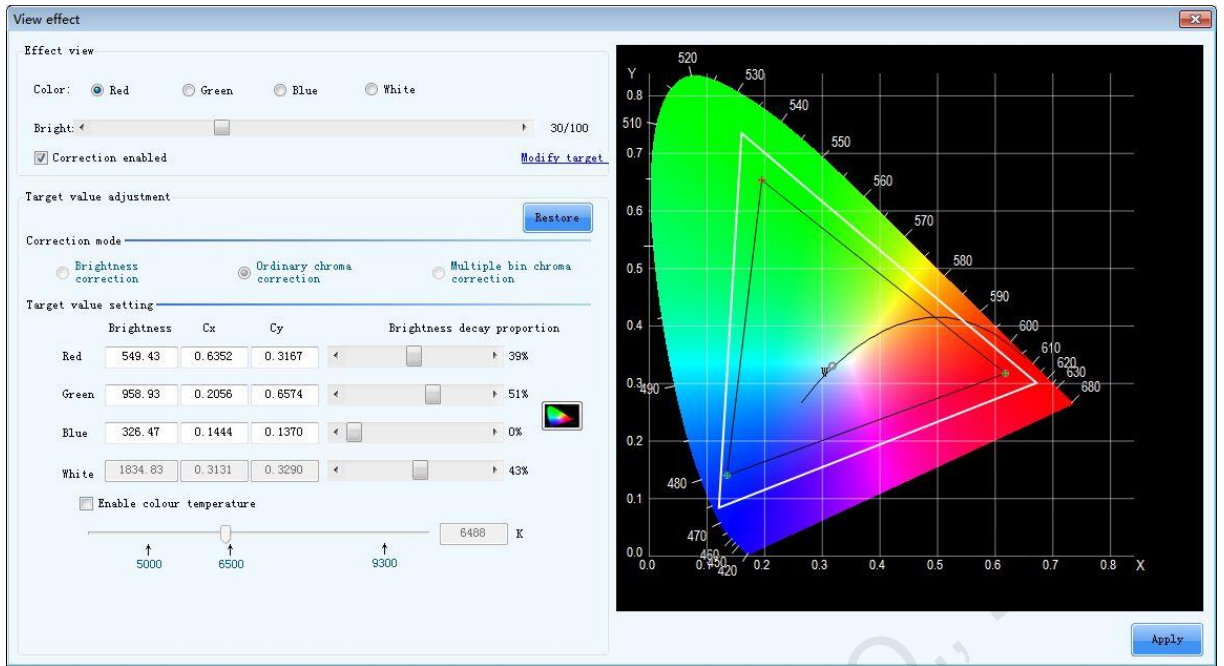 View effect
Effect view
Color: Red Green Blue White
Bright: 30/100
Correction enabled Modify target
Target value adjustment
Restore
Correction mode
Brightness correction Ordinary chroma correction Multiple bin chroma correction
Target value setting
Brightness Cx Cy Brightness decay proportion
Red 549.43 0.6352 0.3167 39%
Green 958.93 0.2056 0.6574 51%
Blue 326.47 0.1444 0.1370 0%
White 1834.83 0.3131 0.3290 43%
Enable colour temperature
6488 K
5000 6500 9300
Y
0.8
0.7
0.6
0.5
0.4
0.3
0.2
0.1
0.0
0.0 0.1 0.2 0.3 0.4 0.5 0.6 0.7 0.8 X
520
530
540
510
550
560
570
580
590
600
610
620
630
680
490
480
470
460
420
W
Apply